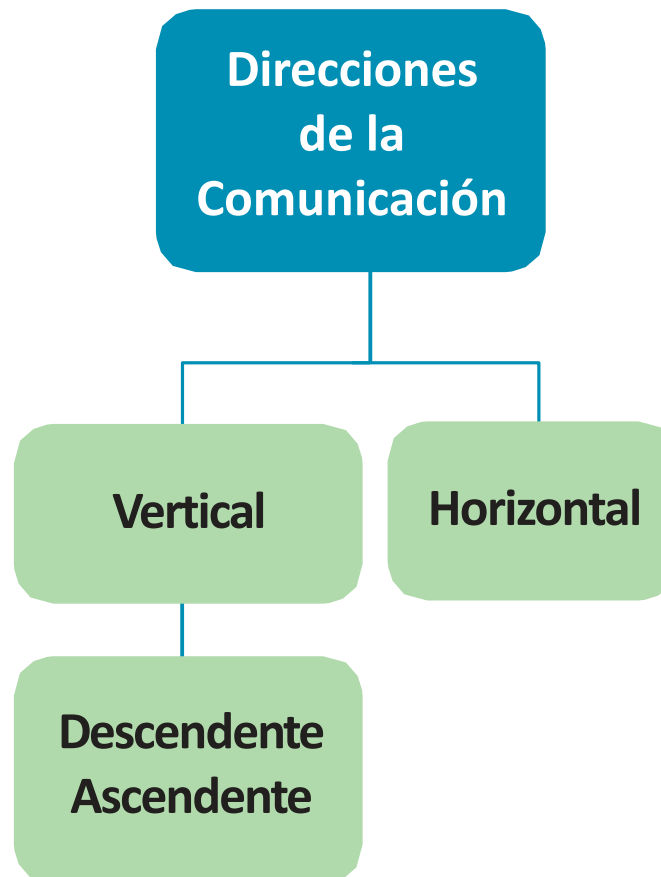 Direcciones
de la
Comunicación
Vertical
Horizontal
Descendente
Ascendente